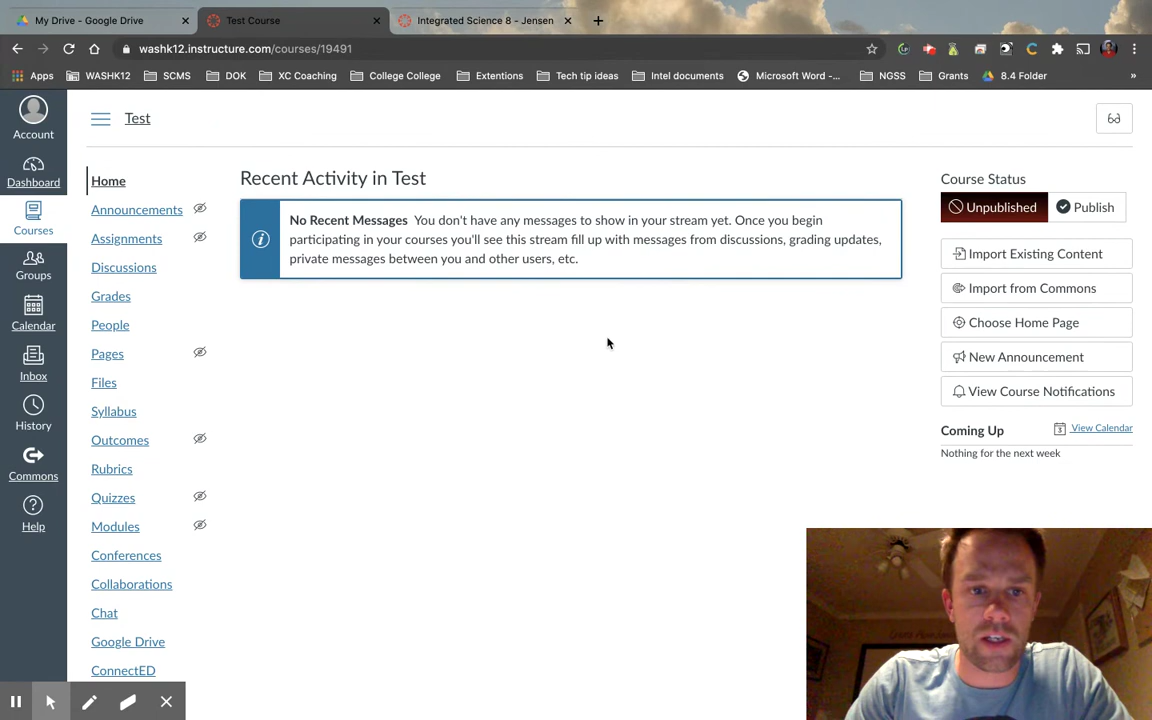 My Drive - Google Drive
Test Course
Integrated Science 8 - Jensen
washk12.instructure.com/courses/19491
Apps
WASHK12
SCMS
DOK
XC Coaching
College College
Extentions
Tech tip ideas
Intel documents
Microsoft Word -...
NGSS
Grants
8.4 Folder
»
Account
Dashboard
Courses
Groups
Calendar
Inbox
History
Commons
Help
Test
Home
Announcements
Assignments
Discussions
Grades
People
Pages
Files
Syllabus
Outcomes
Rubrics
Quizzes
Modules
Conferences
Collaborations
Chat
Google Drive
ConnectED
Recent Activity in Test
No Recent Messages You don't have any messages to show in your stream yet. Once you begin
participating in your courses you'll see this stream fill up with messages from discussions, grading updates,
private messages between you and other users, etc.
Course Status
Unpublished
Publish
Import Existing Content
Import from Commons
Choose Home Page
New Announcement
View Course Notifications
Coming Up
View Calendar
Nothing for the next week